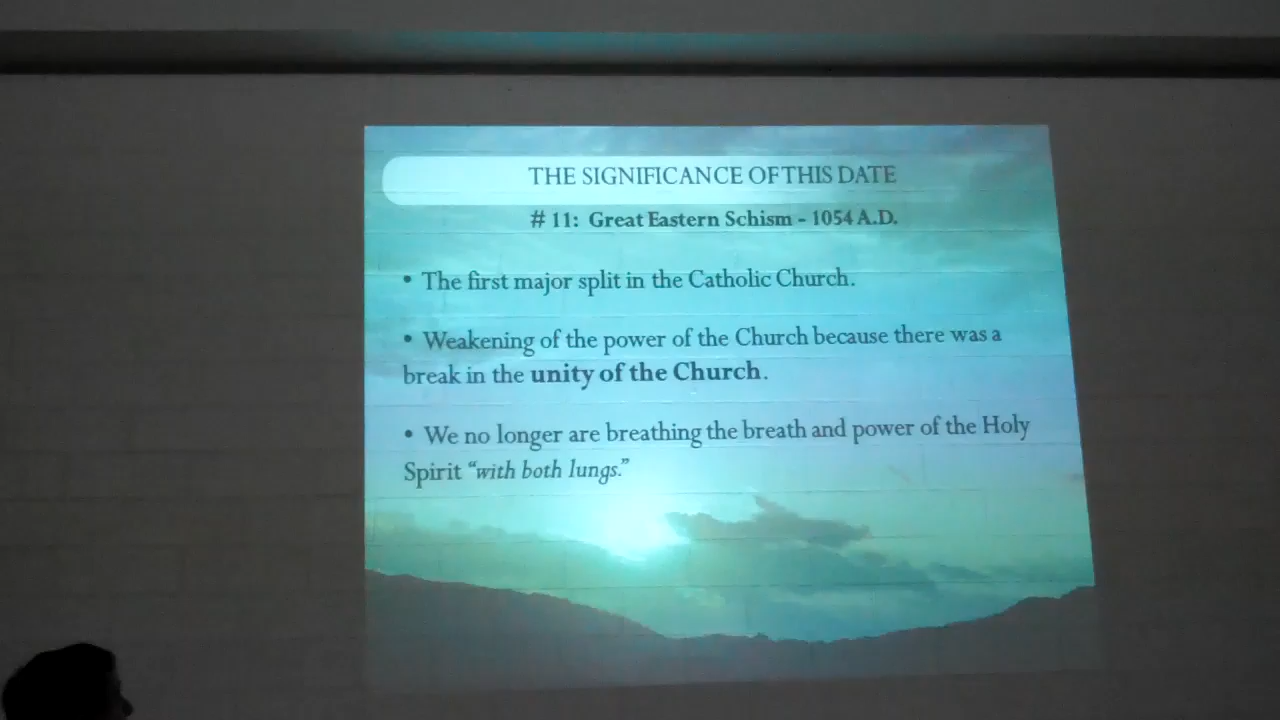 THE SIGNIFICANCE OF THIS DATE
# 11: Great Eastern Schism - 1054 A.D.
• The first major split in the Catholic Church.
• Weakening of the power of the Church because there was a
break in the unity of the Church.
• We no longer are breathing the breath and power of the Holy
Spirit “with both lungs.”